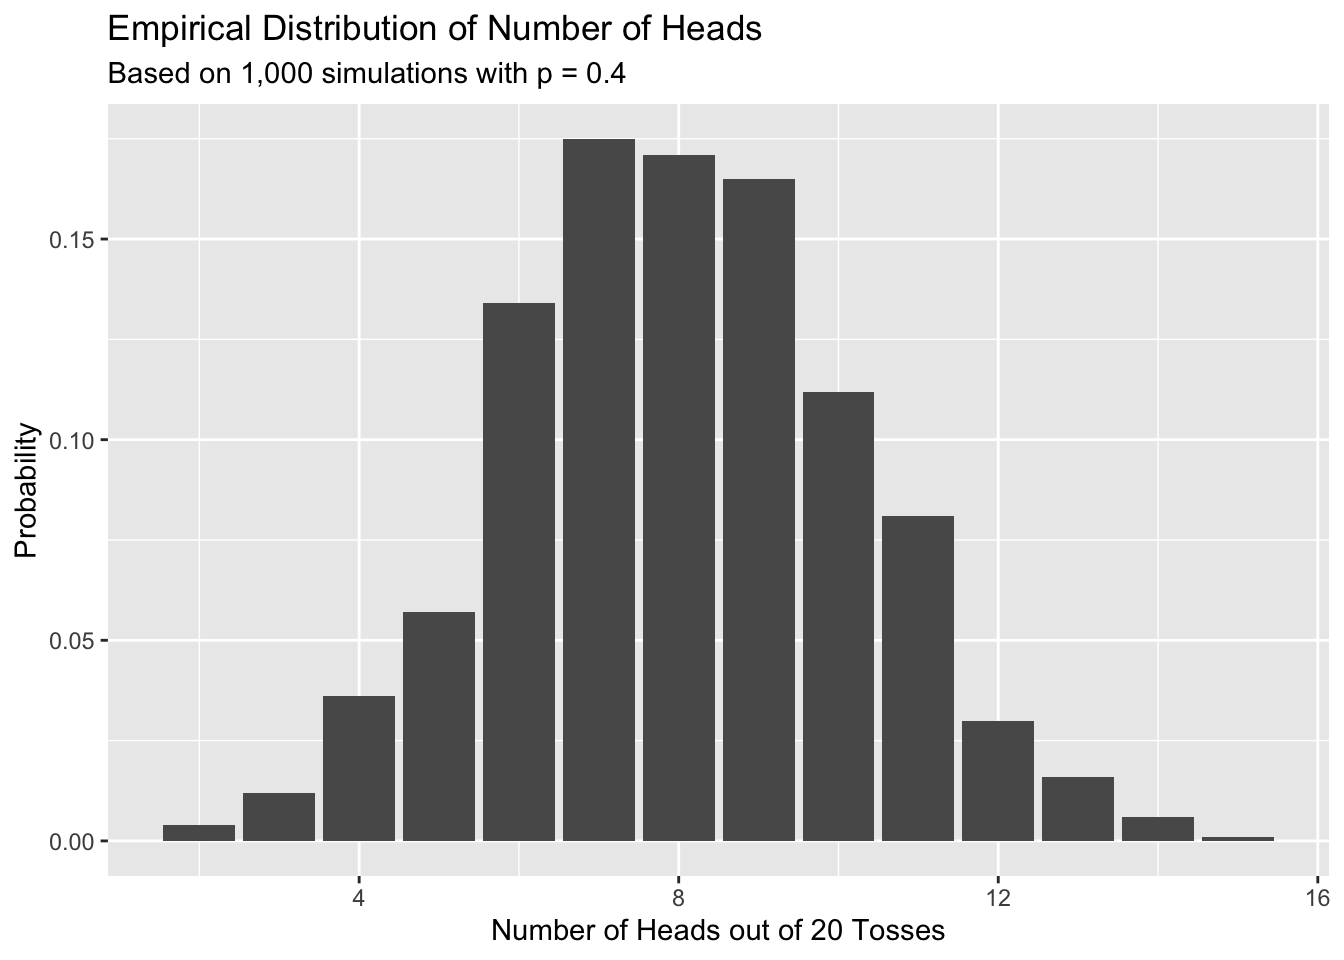 Empirical Distribution of Number of Heads
Based on 1,000 simulations with p = 0.4
Probability
0.15
0.10
0.05
0.00
4 8 12 16
Number of Heads out of 20 Tosses